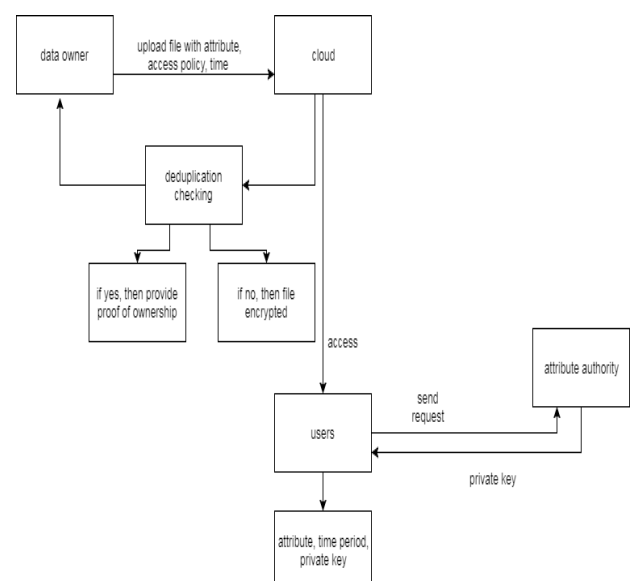 data owner
upload file with attribute,
access policy, time
cloud
deduplication
checking
if yes, then provide
proof of ownership
if no, then file
encrypted
access
attribute authority
send
request
users
private key
attribute, time period,
private key